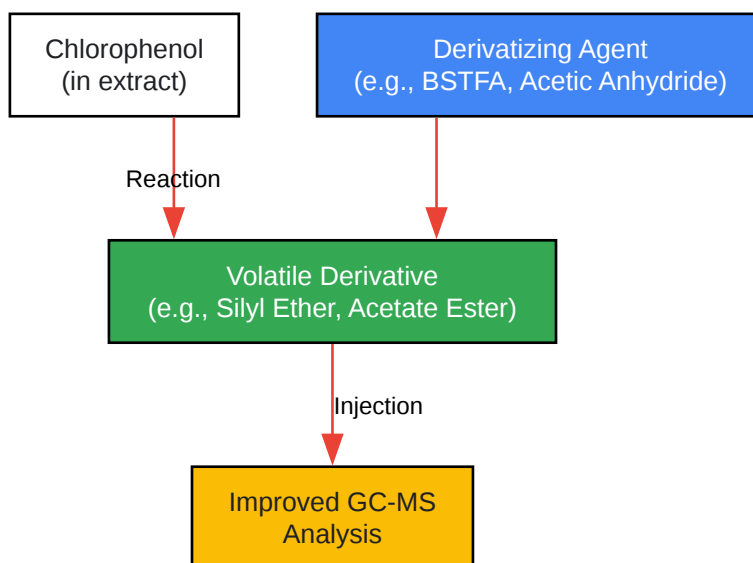 Chlorophenol
(in extract)
Derivatizing Agent
(e.g., BSTFA, Acetic Anhydride)
Reaction
Volatile Derivative
(e.g., Silyl Ether, Acetate Ester)
Injection
Improved GC-MS
Analysis